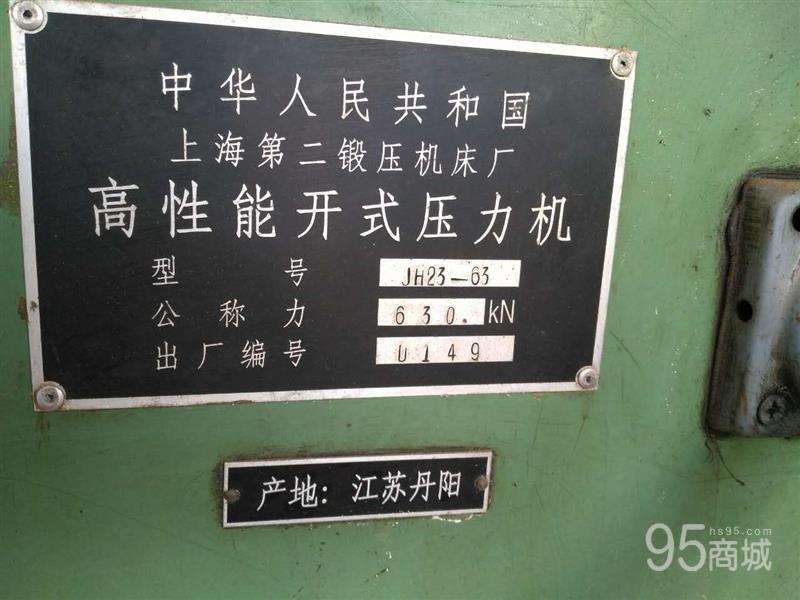 中华人民共和国
上海第二锻压机床厂
高性能开式压力机
型号 JH23-63
公称力 630. kN
出厂编号 0149
产地：江苏丹阳
95商城 hs95.com